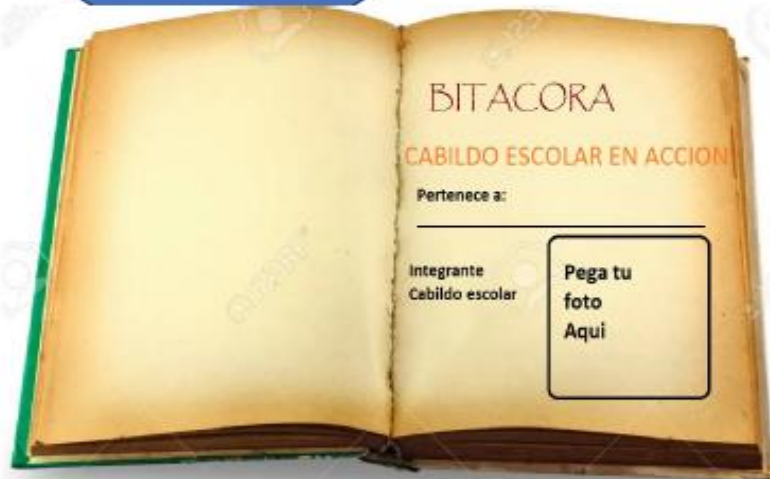 BITACORA
CABILDO ESCOLAR EN ACCION
Pertenece a:
Integrante
Cabildo escolar
Pega tu
foto
Aqui